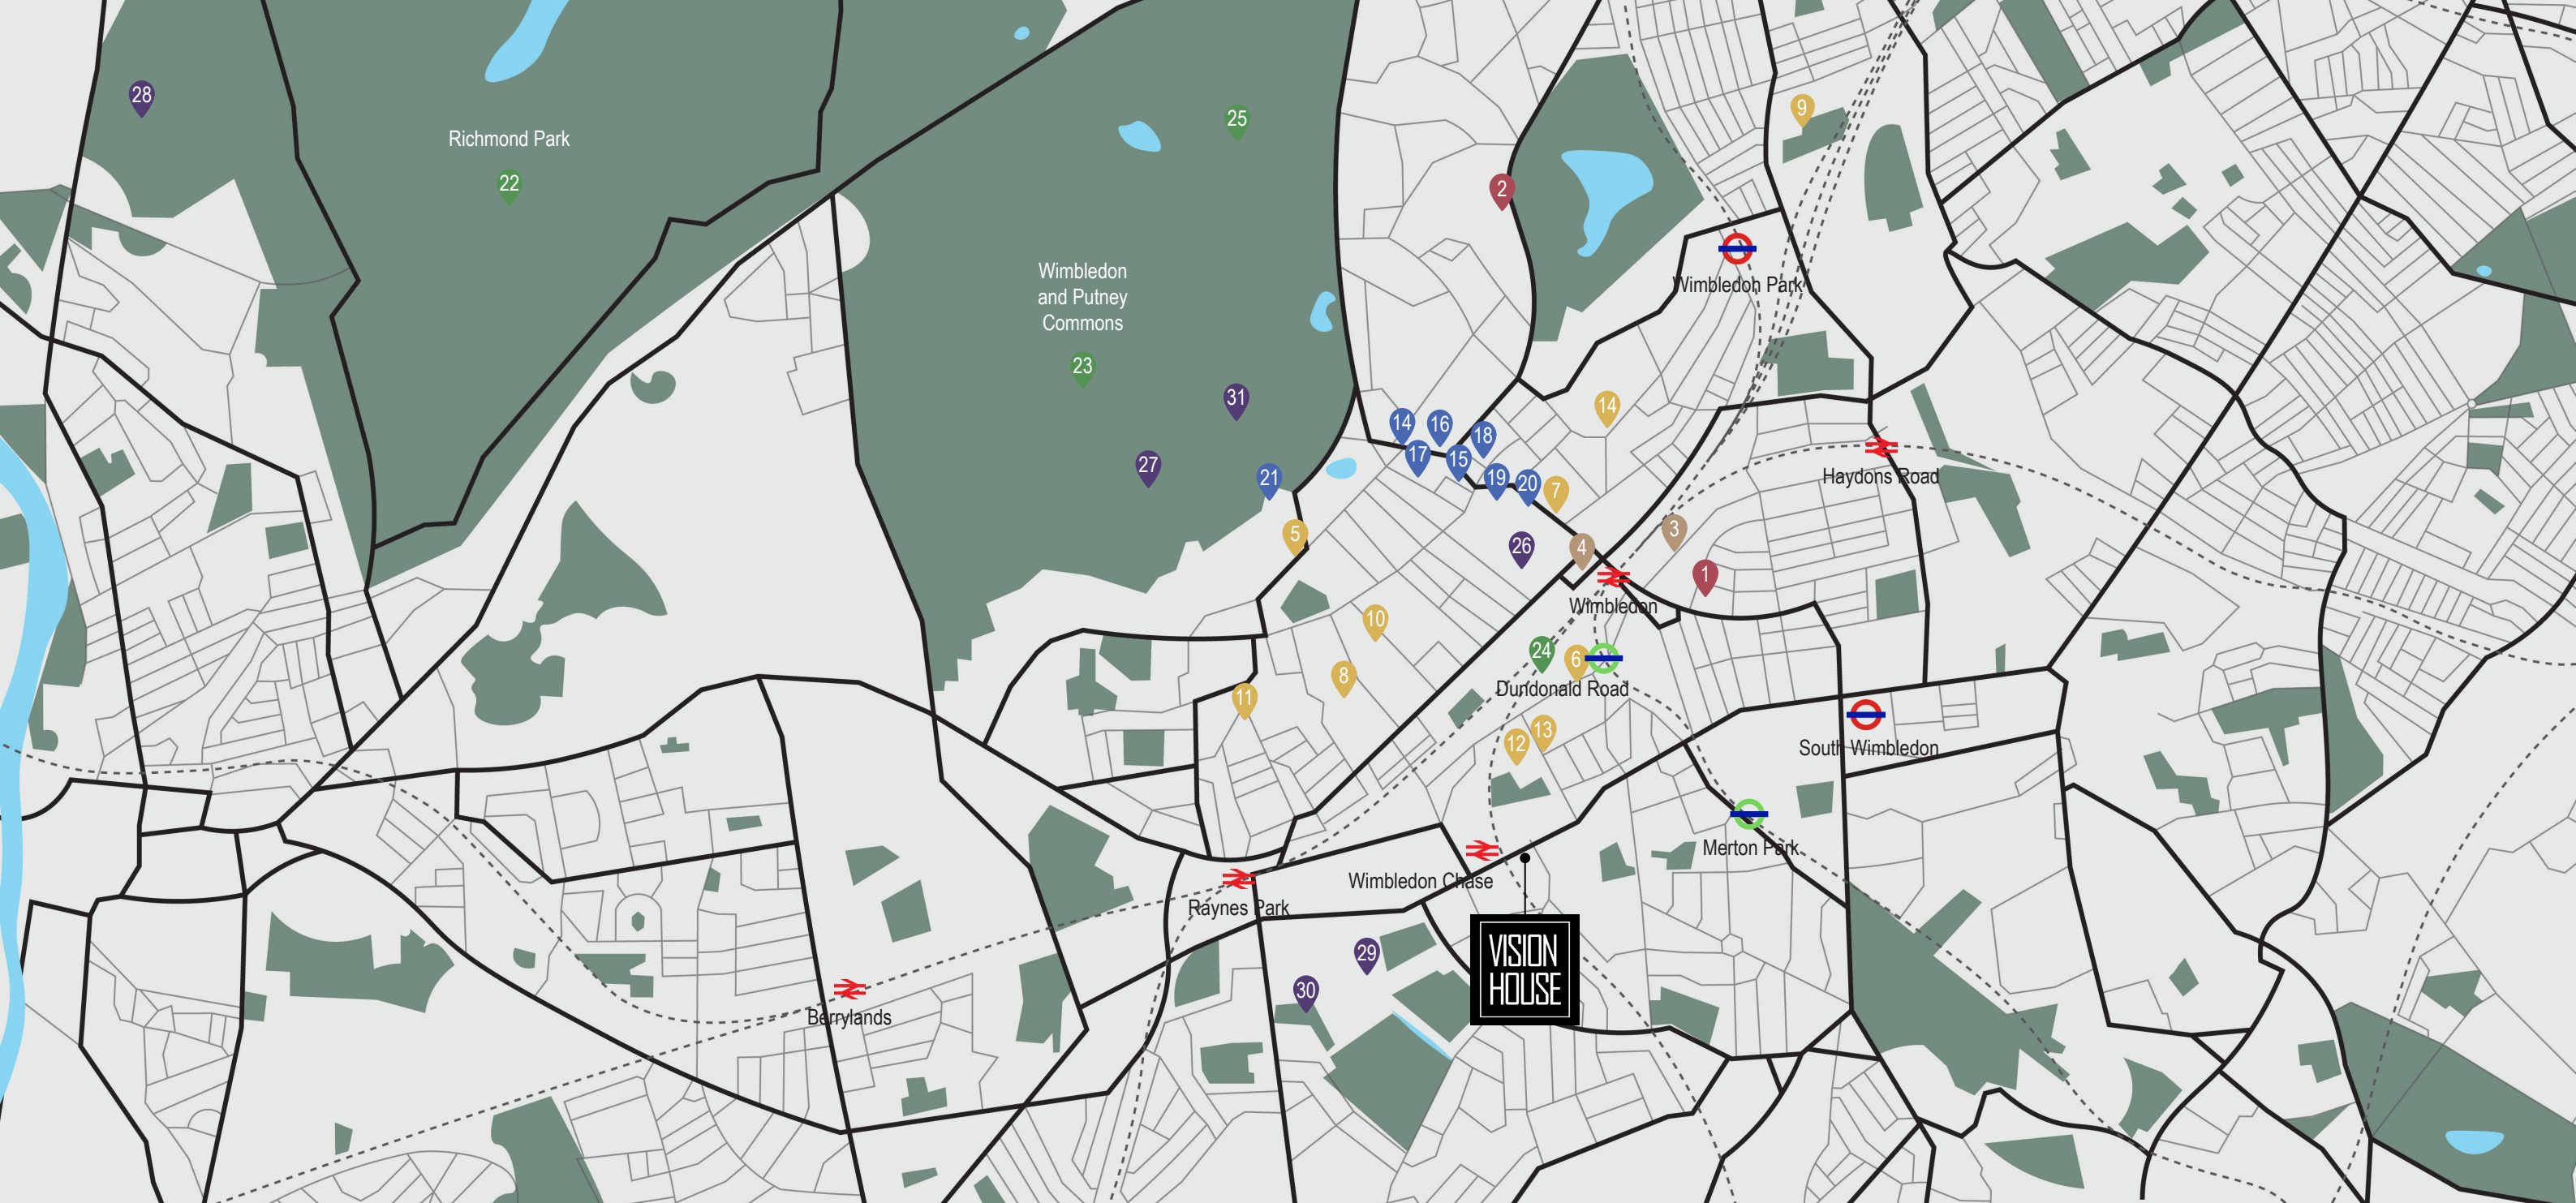 28
9
25
Richmond Park
22
2
Wimbledon
and Putney
Commons
Wimbledon Park
23
31
14
14
16
18
17
15
27
21
19
20
7
Haydons Road
5
3
26
4
1
Wimbledon
10
24
6
8
Dundonald Road
11
13
12
South Wimbledon
Merton Park
Wimbledon Chase
Raynes Park
29
VISION
HOUSE
30
Berrylands